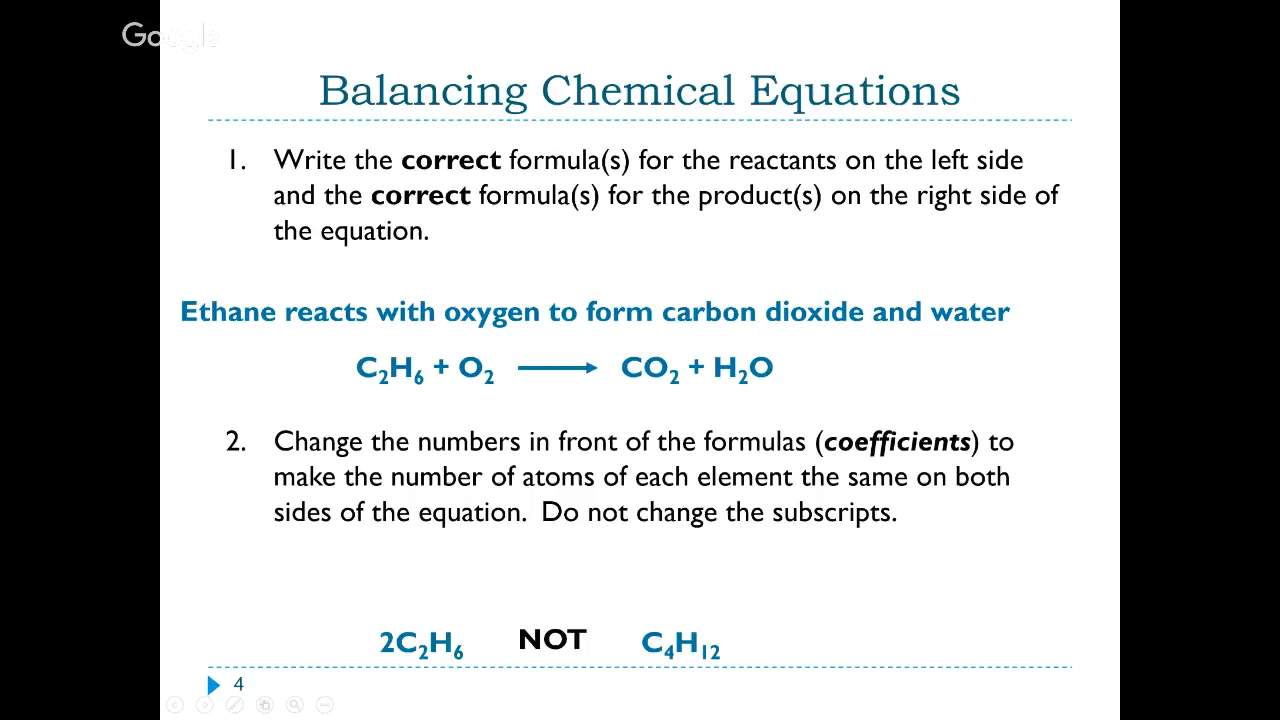 Google
Balancing Chemical Equations
1. Write the correct formula(s) for the reactants on the left side
and the correct formula(s) for the product(s) on the right side of
the equation.
Ethane reacts with oxygen to form carbon dioxide and water
C₂H₆ + O₂ ⟶ CO₂ + H₂O
2. Change the numbers in front of the formulas (coefficients) to
make the number of atoms of each element the same on both
sides of the equation. Do not change the subscripts.
2C₂H₆ NOT C₄H₁₂
4